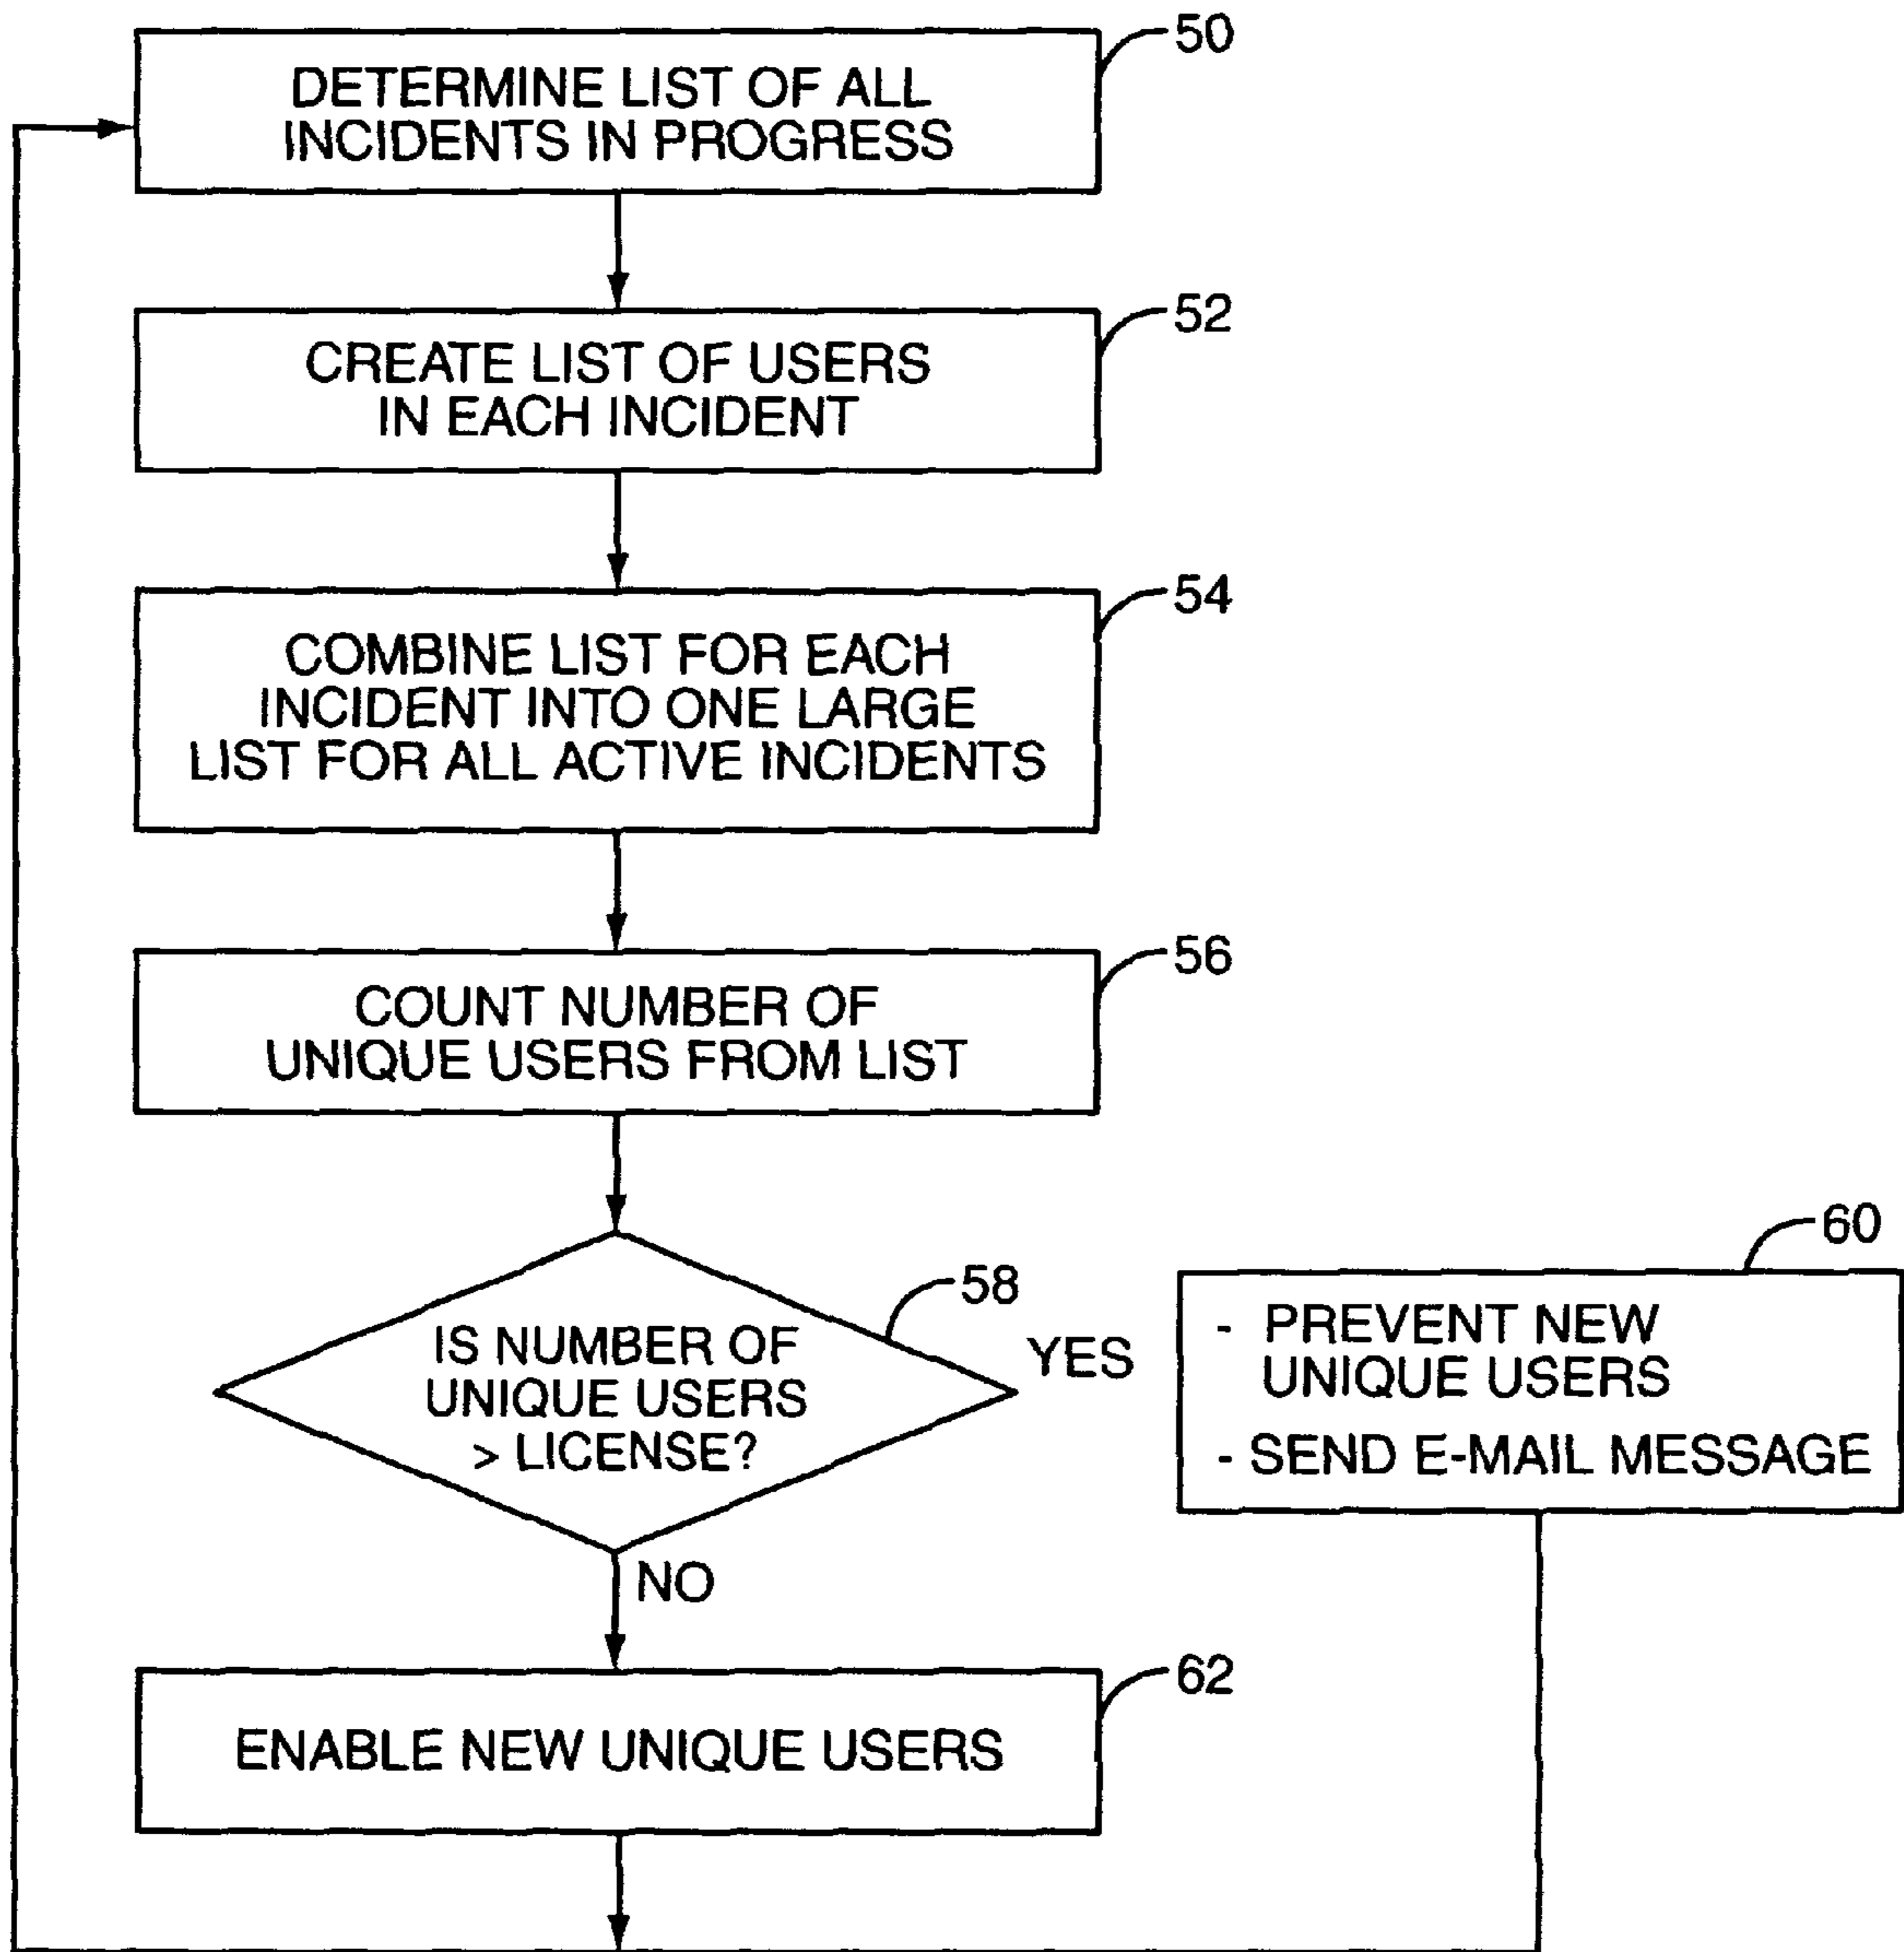 50
DETERMINE LIST OF ALL
INCIDENTS IN PROGRESS
52
CREATE LIST OF USERS
IN EACH INCIDENT
54
COMBINE LIST FOR EACH
INCIDENT INTO ONE LARGE
LIST FOR ALL ACTIVE INCIDENTS
56
COUNT NUMBER OF
UNIQUE USERS FROM LIST
58
IS NUMBER OF
UNIQUE USERS
> LICENSE?
YES
60
- PREVENT NEW
UNIQUE USERS
- SEND E-MAIL MESSAGE
NO
62
ENABLE NEW UNIQUE USERS